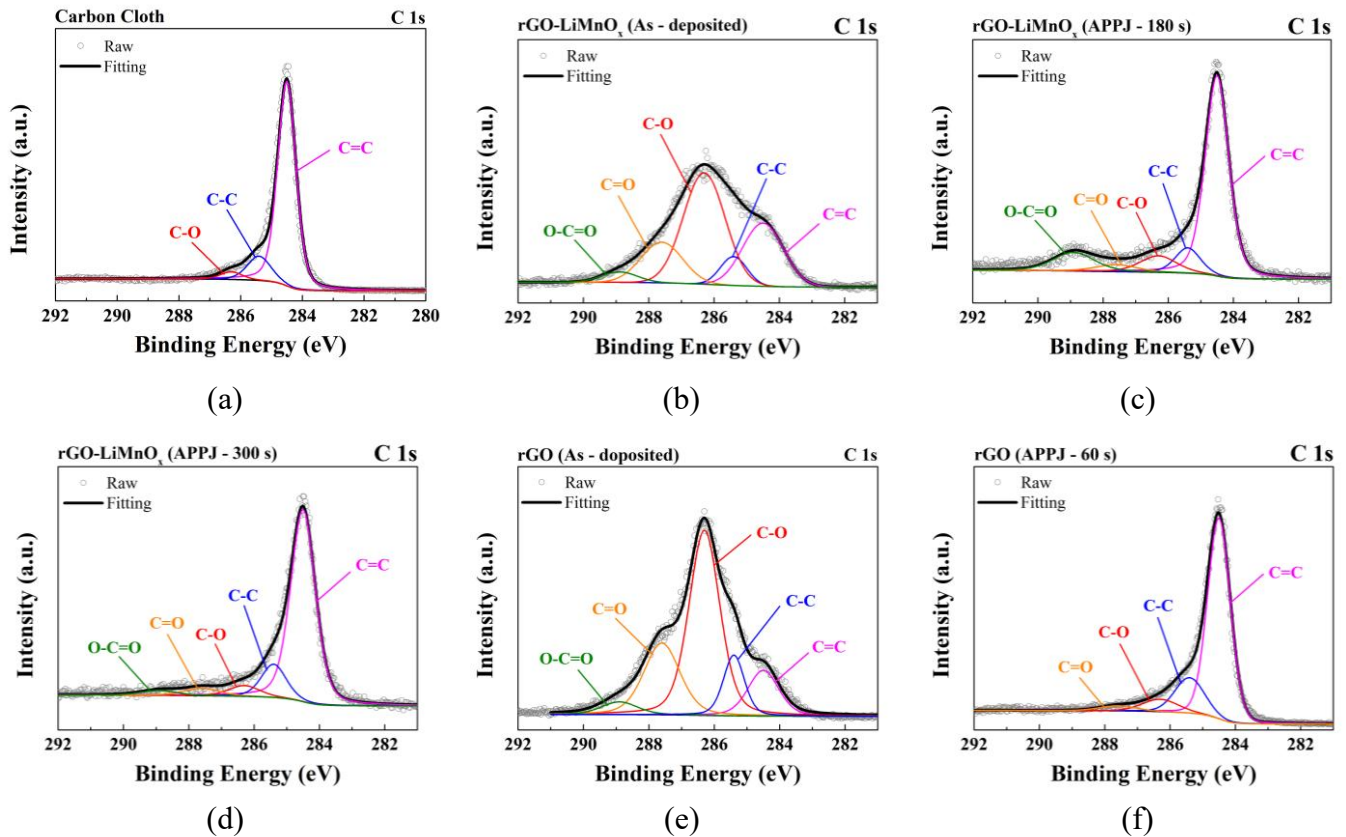 Carbon Cloth C 1s
Raw
Fitting
C=C
C-C
C-O
Intensity (a.u.)
292 290 288 286 284 282 280
Binding Energy (eV)
(a)
rGO-LiMnOₓ (As - deposited) C 1s
Raw
Fitting
C-O
C=O
C-C
O-C=O
C=C
Intensity (a.u.)
292 290 288 286 284 282
Binding Energy (eV)
(b)
rGO-LiMnOₓ (APPJ - 180 s) C 1s
Raw
Fitting
C=C
C-C
C=O
C-O
O-C=O
Intensity (a.u.)
292 290 288 286 284 282
Binding Energy (eV)
(c)
rGO-LiMnOₓ (APPJ - 300 s) C 1s
Raw
Fitting
C=C
C-C
C=O
C-O
O-C=O
Intensity (a.u.)
292 290 288 286 284 282
Binding Energy (eV)
(d)
rGO (As - doposited) C 1s
Raw
Fitting
C-O
C=O
C-C
O-C=O
C=C
Intensity (a.u.)
292 290 288 286 284 282
Binding Energy (eV)
(e)
rGO (APPJ - 60 s) C 1s
Raw
Fitting
C=C
C-C
C-O
C=O
Intensity (a.u.)
292 290 288 286 284 282
Binding Energy (eV)
(f)